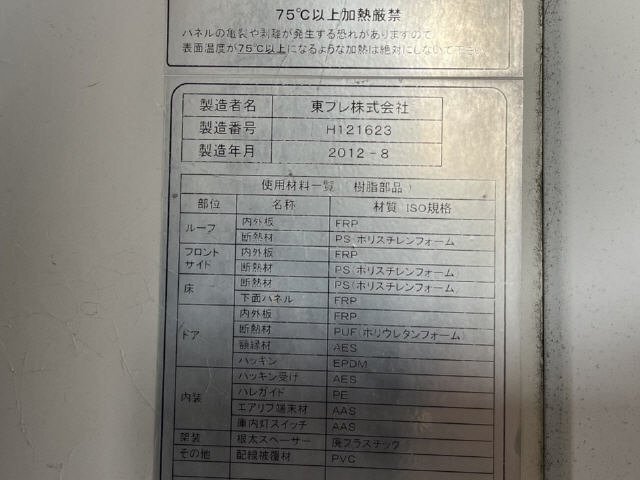 75℃以上加熱厳禁
パネルの亀裂や剥離が発生する恐れがありますので
表面温度が75℃以上になるような加熱は絶対にしないで下さい。
製造者名 東プレ株式会社
製造番号 H121623
製造年月 2012-8
使用材料一覧 (樹脂部品)
部位 名称 材質(ISO規格)
ルーフ 内外板 FRP
断熱材 PS(ポリスチレンフォーム
フロントサイド 内外板 FRP
断熱材 PS(ポリスチレンフォーム
床 断熱材 PS(ポリスチレンフォーム
下面パネル FRP
ドア 内外板 FRP
断熱材 PUF(ポリウレタンフォーム)
額縁材 AES
パッキン EPDM
内装 パッキン受け AES
ハレガイド PE
エアリブ端末材 AAS
庫内灯スイッチ AAS
架装 根太スペーサー 廃プラスチック
その他 配線被覆材 PVC